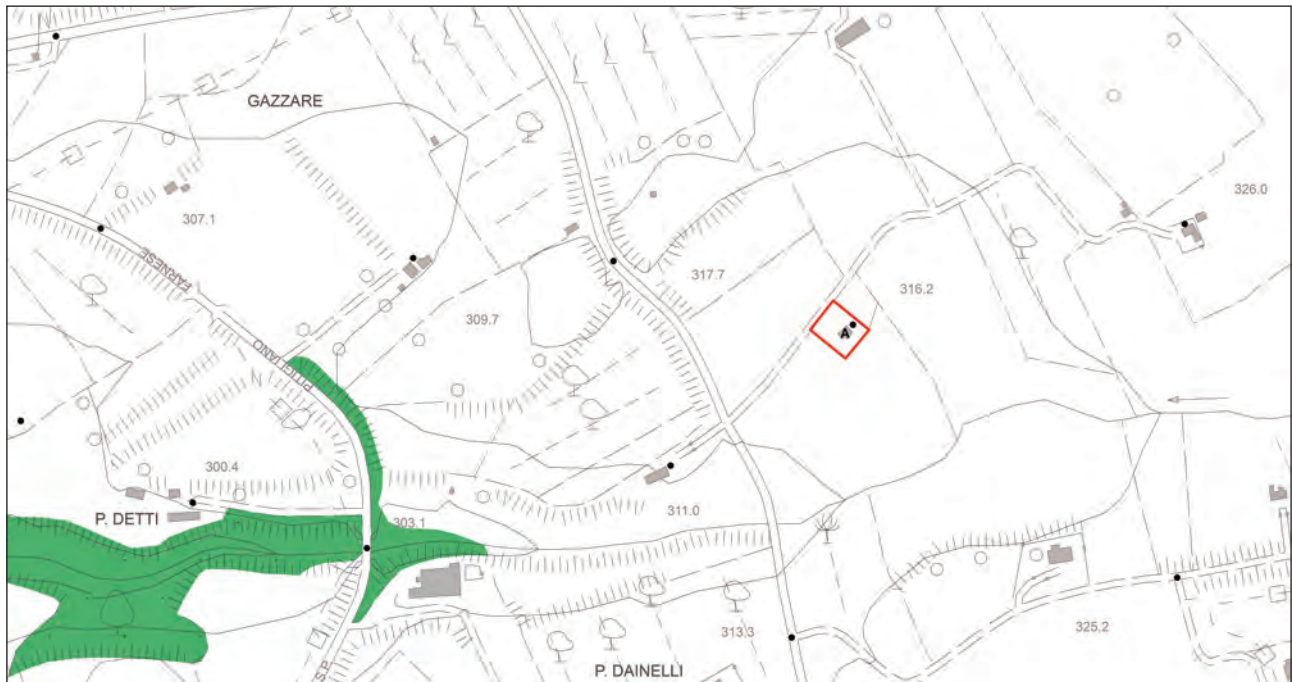 GAZZARE
326.0
307.1
FARNESE
317.7
316.2
309.7
A
PITIGLIANO
300.4
P. DETTI
303.1
311.0
S.P.
313.3
325.2
P. DAINELLI